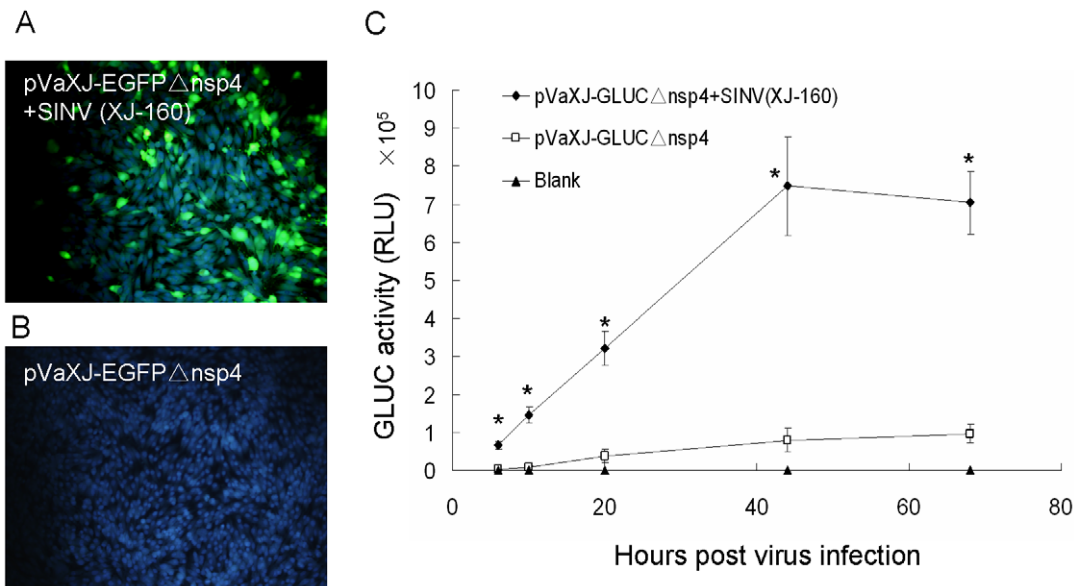 A
pVaXJ-EGFP△nsp4
+SINV (XJ-160)
B
pVaXJ-EGFP△nsp4
C
pVaXJ-GLUC△nsp4+SINV(XJ-160)
pVaXJ-GLUC△nsp4
Blank
GLUC activity (RLU) ×10⁵
10
9
8
7
6
5
4
3
2
1
0
* * * * *
0 20 40 60 80
Hours post virus infection